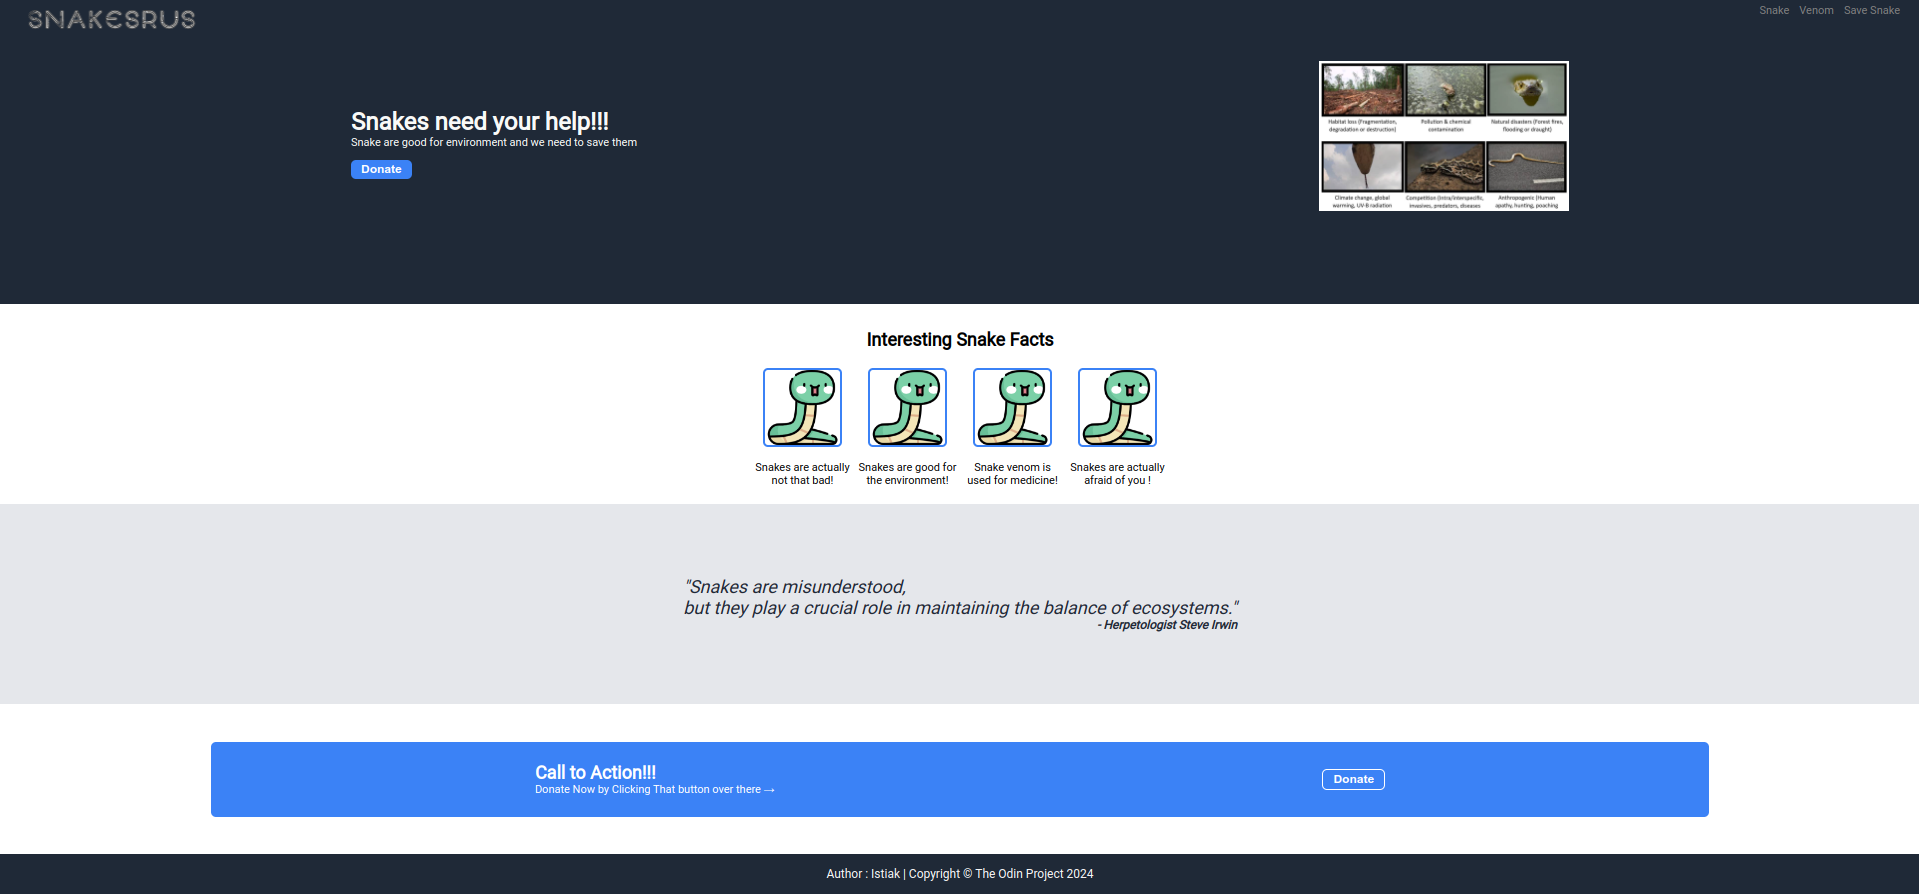 SNAKESRUS
Snake Venom Save Snake
Snakes need your help!!!
Snake are good for environment and we need to save them
Donate
Habitat loss (Fragmentation,
degradation or destruction)
Pollution & chemical
contamination
Natural disasters (Forest fires,
flooding or draught)
Climate change, global
warming, UV-B radiation
Competition (Intra/Interspecific,
invasives, predators, diseases
Anthropogenic (Human
apathy, hunting, poaching
Interesting Snake Facts
Snakes are actually
not that bad!
Snakes are good for
the environment!
Snake venom is
used for medicine!
Snakes are actually
afraid of you !
"Snakes are misunderstood,
but they play a crucial role in maintaining the balance of ecosystems."
- Herpetologist Steve Irwin
Call to Action!!!
Donate Now by Clicking That button over there →
Donate
Author : Istiak | Copyright © The Odin Project 2024